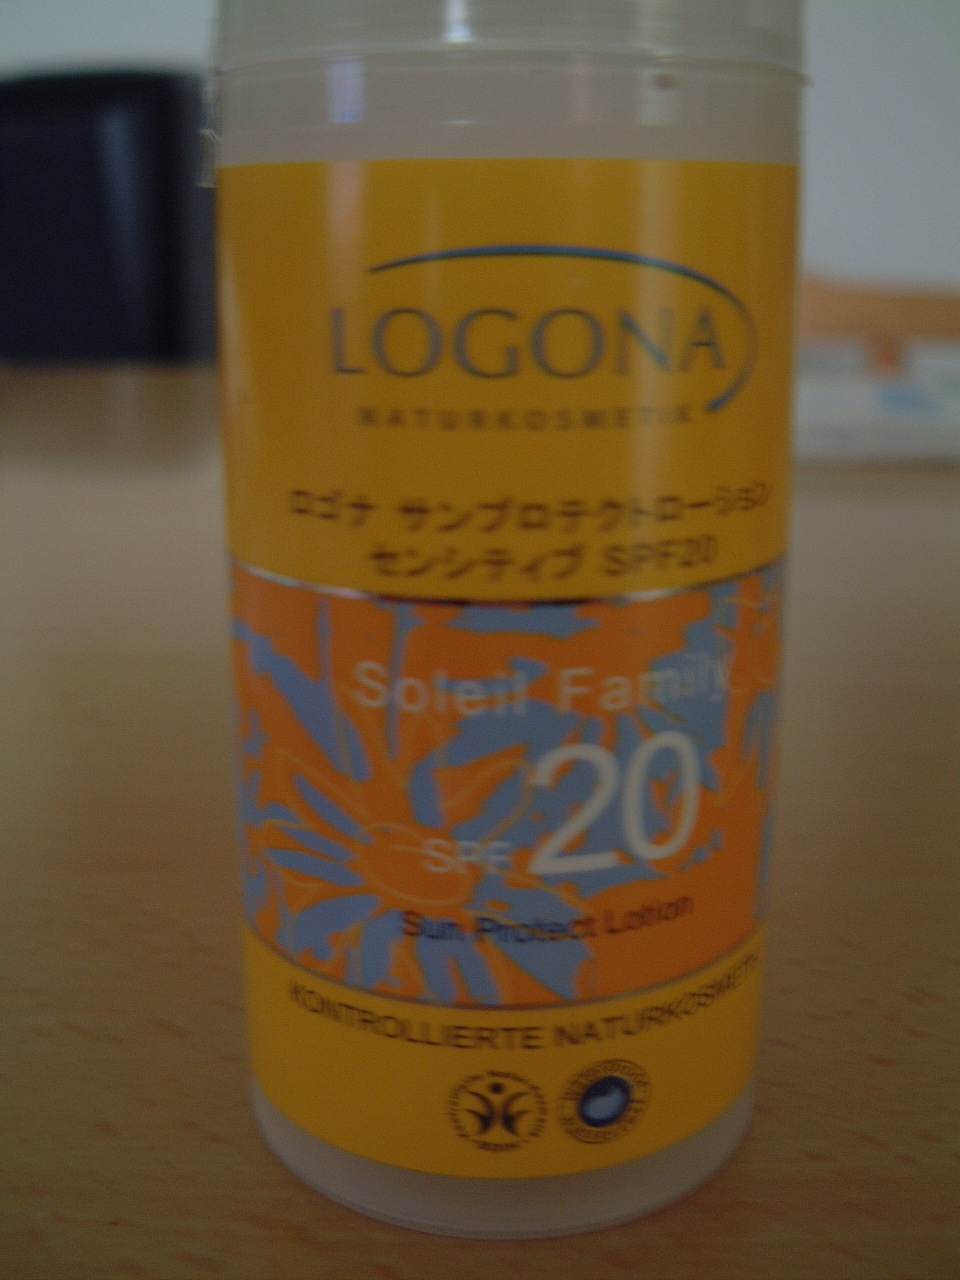 LOGONA
NATURKOSMETIK
ロゴナ サンプロテクトローション
センシティブ SPF20
Soleil Family
SPF 20
Sun Protect Lotion
KONTROLLIERTE NATURKOSMETI